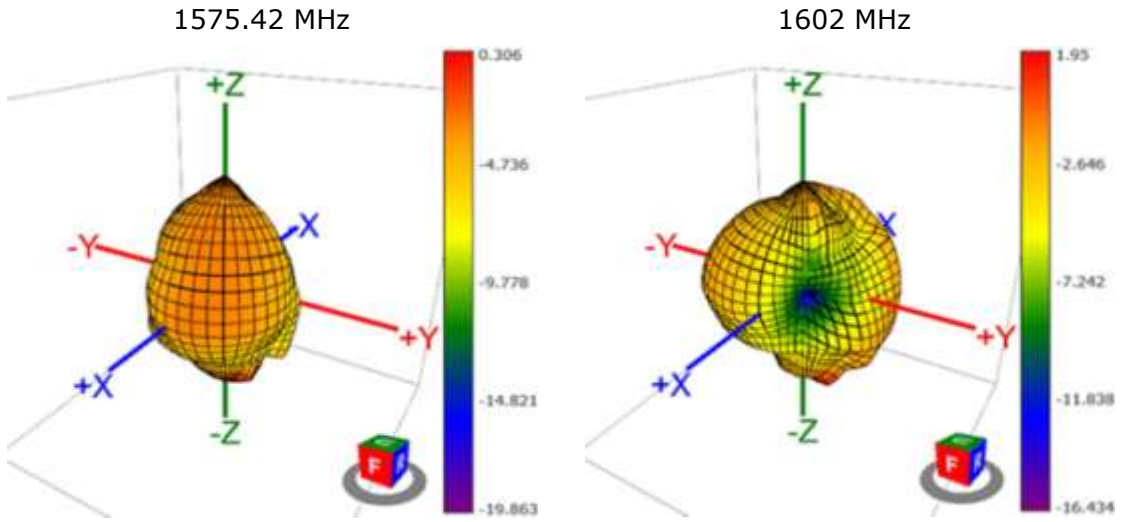 1575.42 MHz
0.306
-4.736
-9.778
-14.821
-19.863
+Z
-Y
-X
+Y
+X
-Z
F
1602 MHz
1.95
-2.646
-7.242
-11.838
-16.434
+Z
-Y
X
+Y
+X
-Z
F